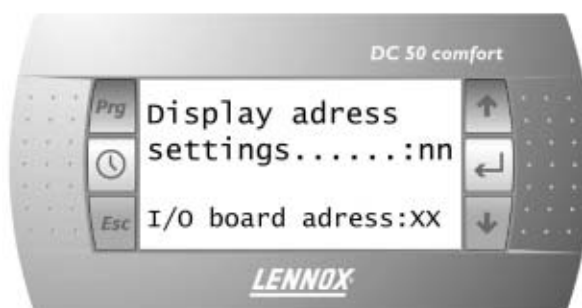 DC 50 comfort
Prg
Display adress
settings......:nn
Esc
I/O board adress:XX
LENNOX